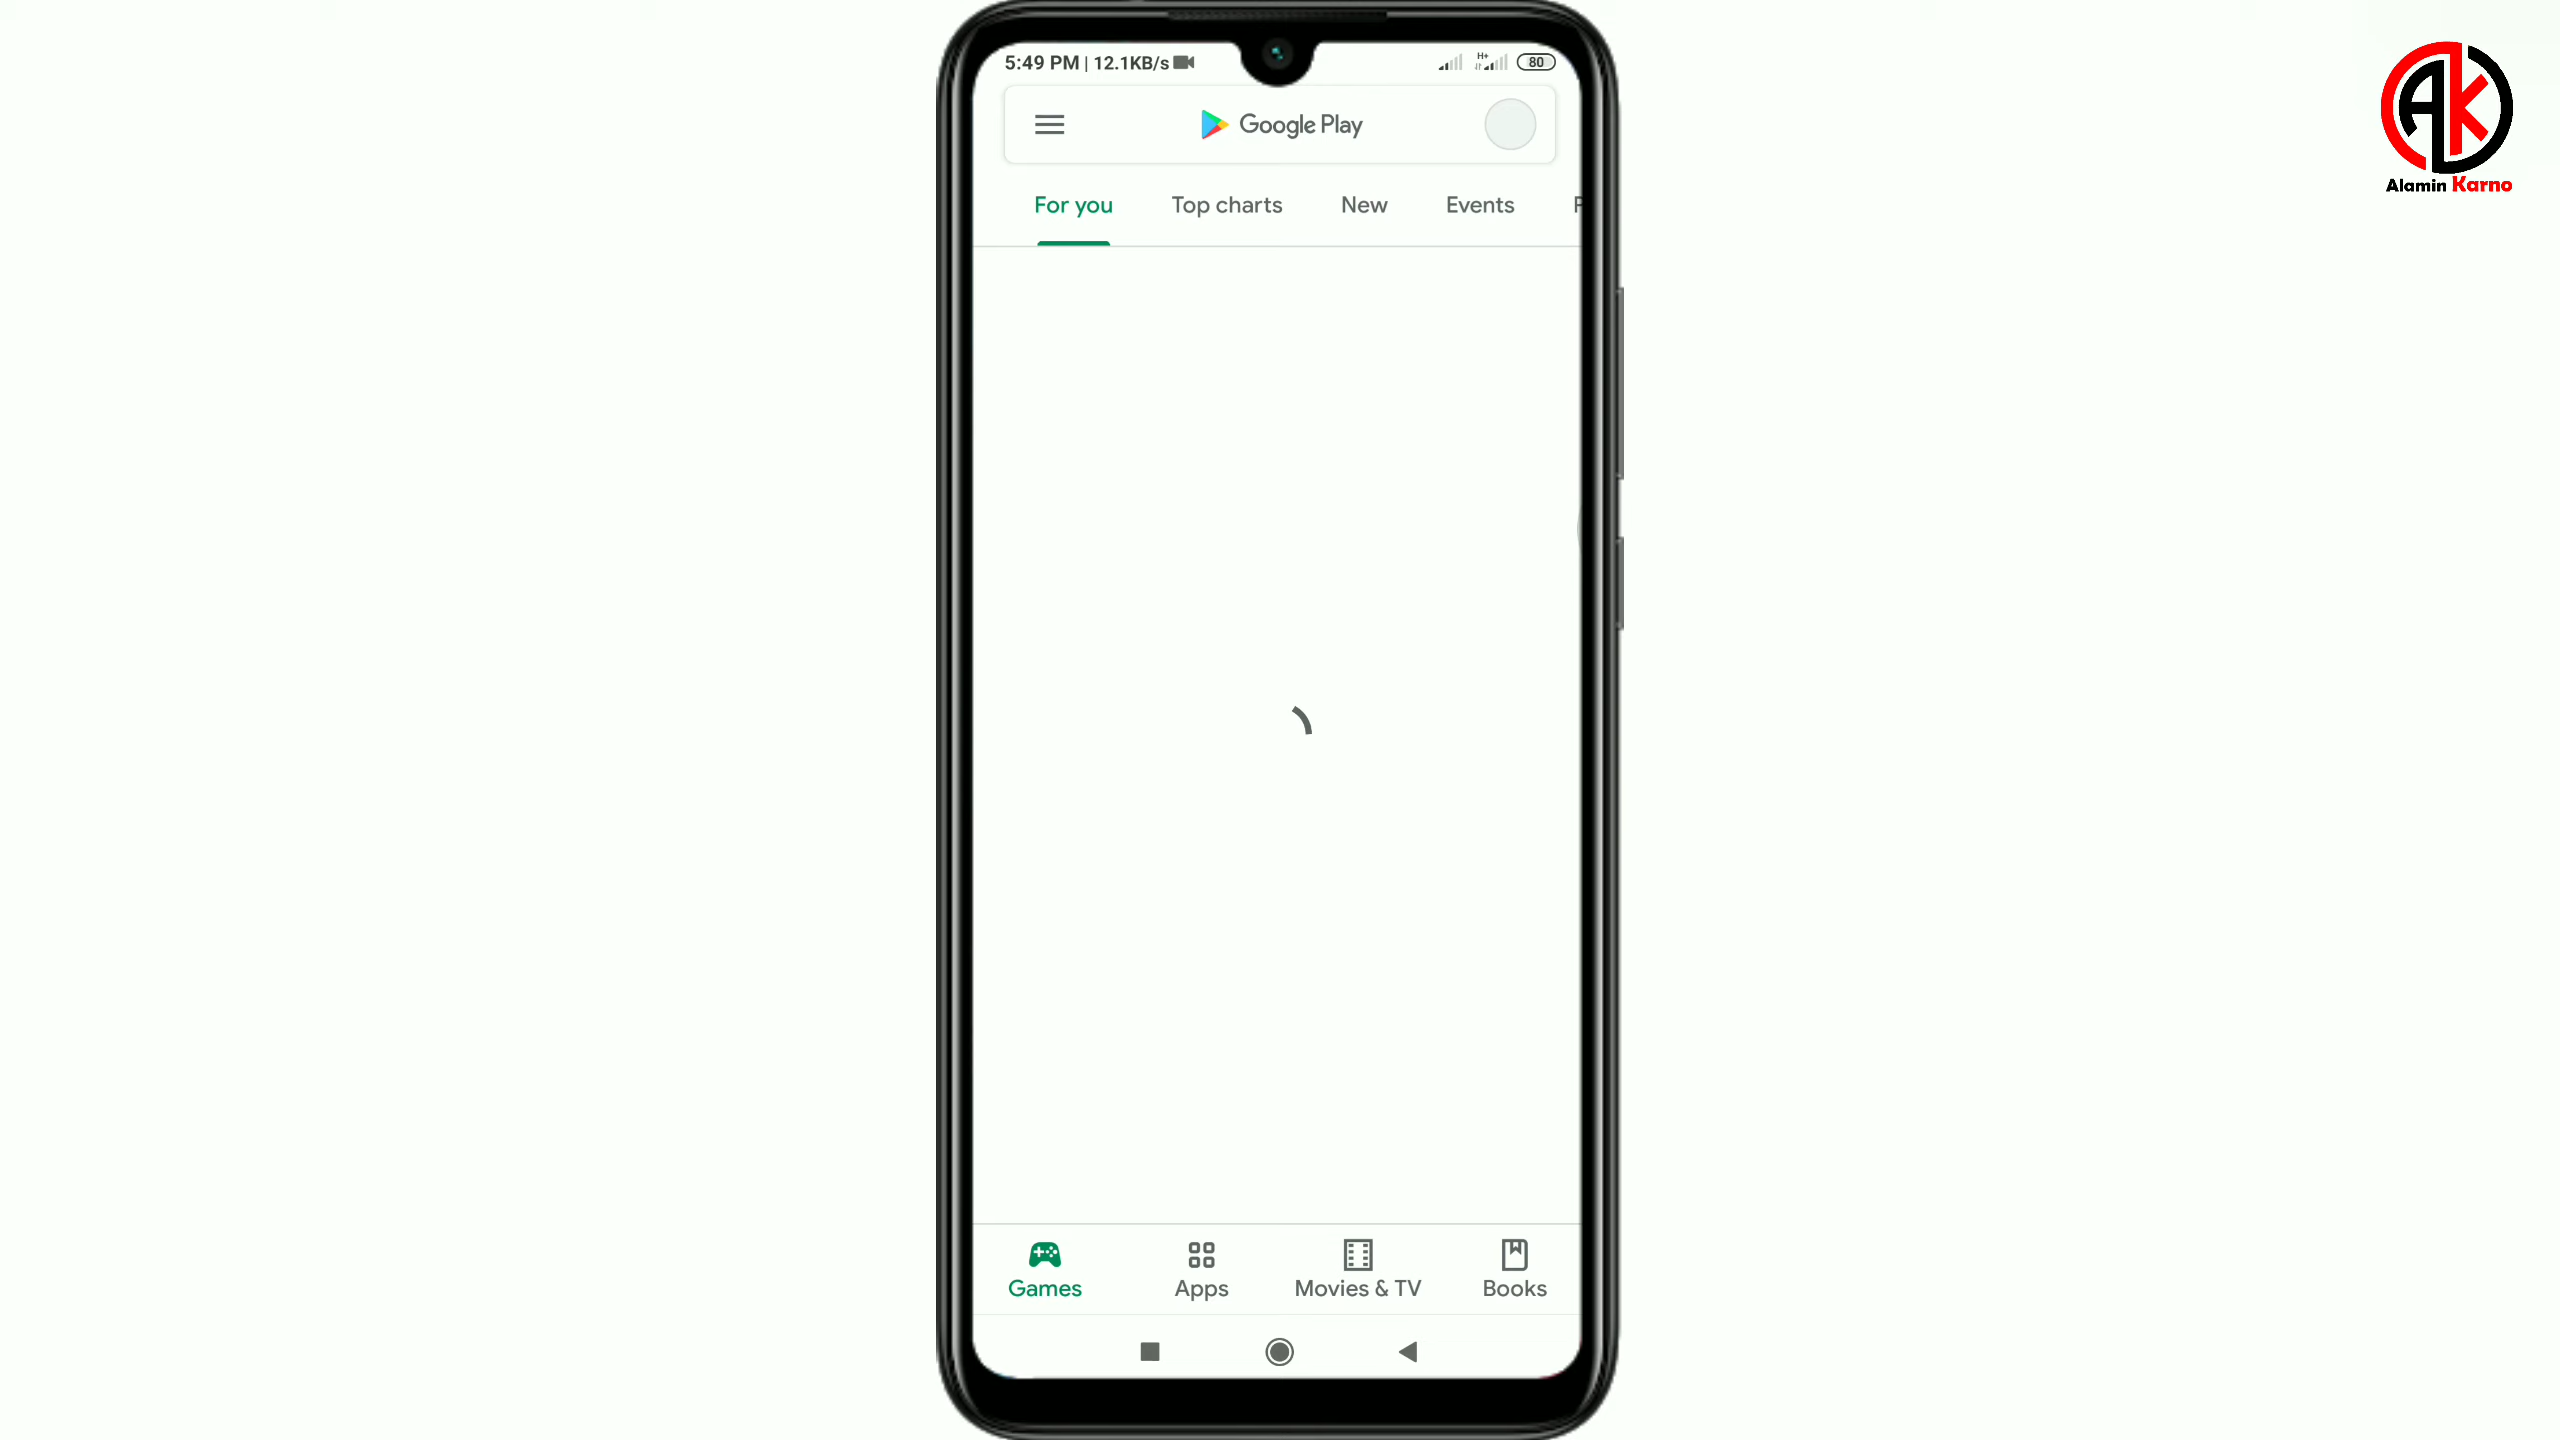 5:49 PM | 12.1KB/s
H+
80
Google Play
For you
Top charts
New
Events
Games
Apps
Movies & TV
Books
AK
Alamin Karno